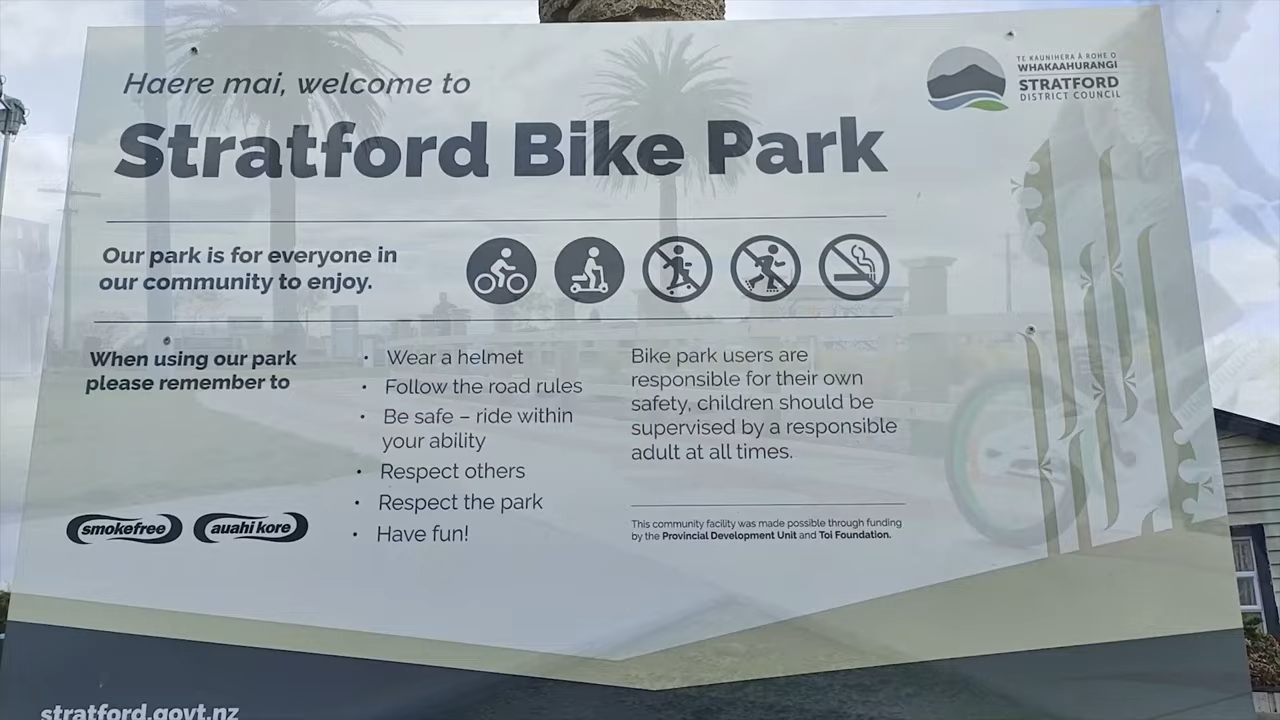 Haere mai, welcome to
Stratford Bike Park
TE KAUNIHERA Ā ROHE O
WHAKAAHURANGI
STRATFORD
DISTRICT COUNCIL
Our park is for everyone in
our community to enjoy.
When using our park
please remember to
• Wear a helmet
• Follow the road rules
• Be safe – ride within
your ability
• Respect others
• Respect the park
• Have fun!
Bike park users are
responsible for their own
safety, children should be
supervised by a responsible
adult at all times.
This community facility was made possible through funding
by the Provincial Development Unit and Toi Foundation.
smokefree
auahi kore
stratford.govt.nz